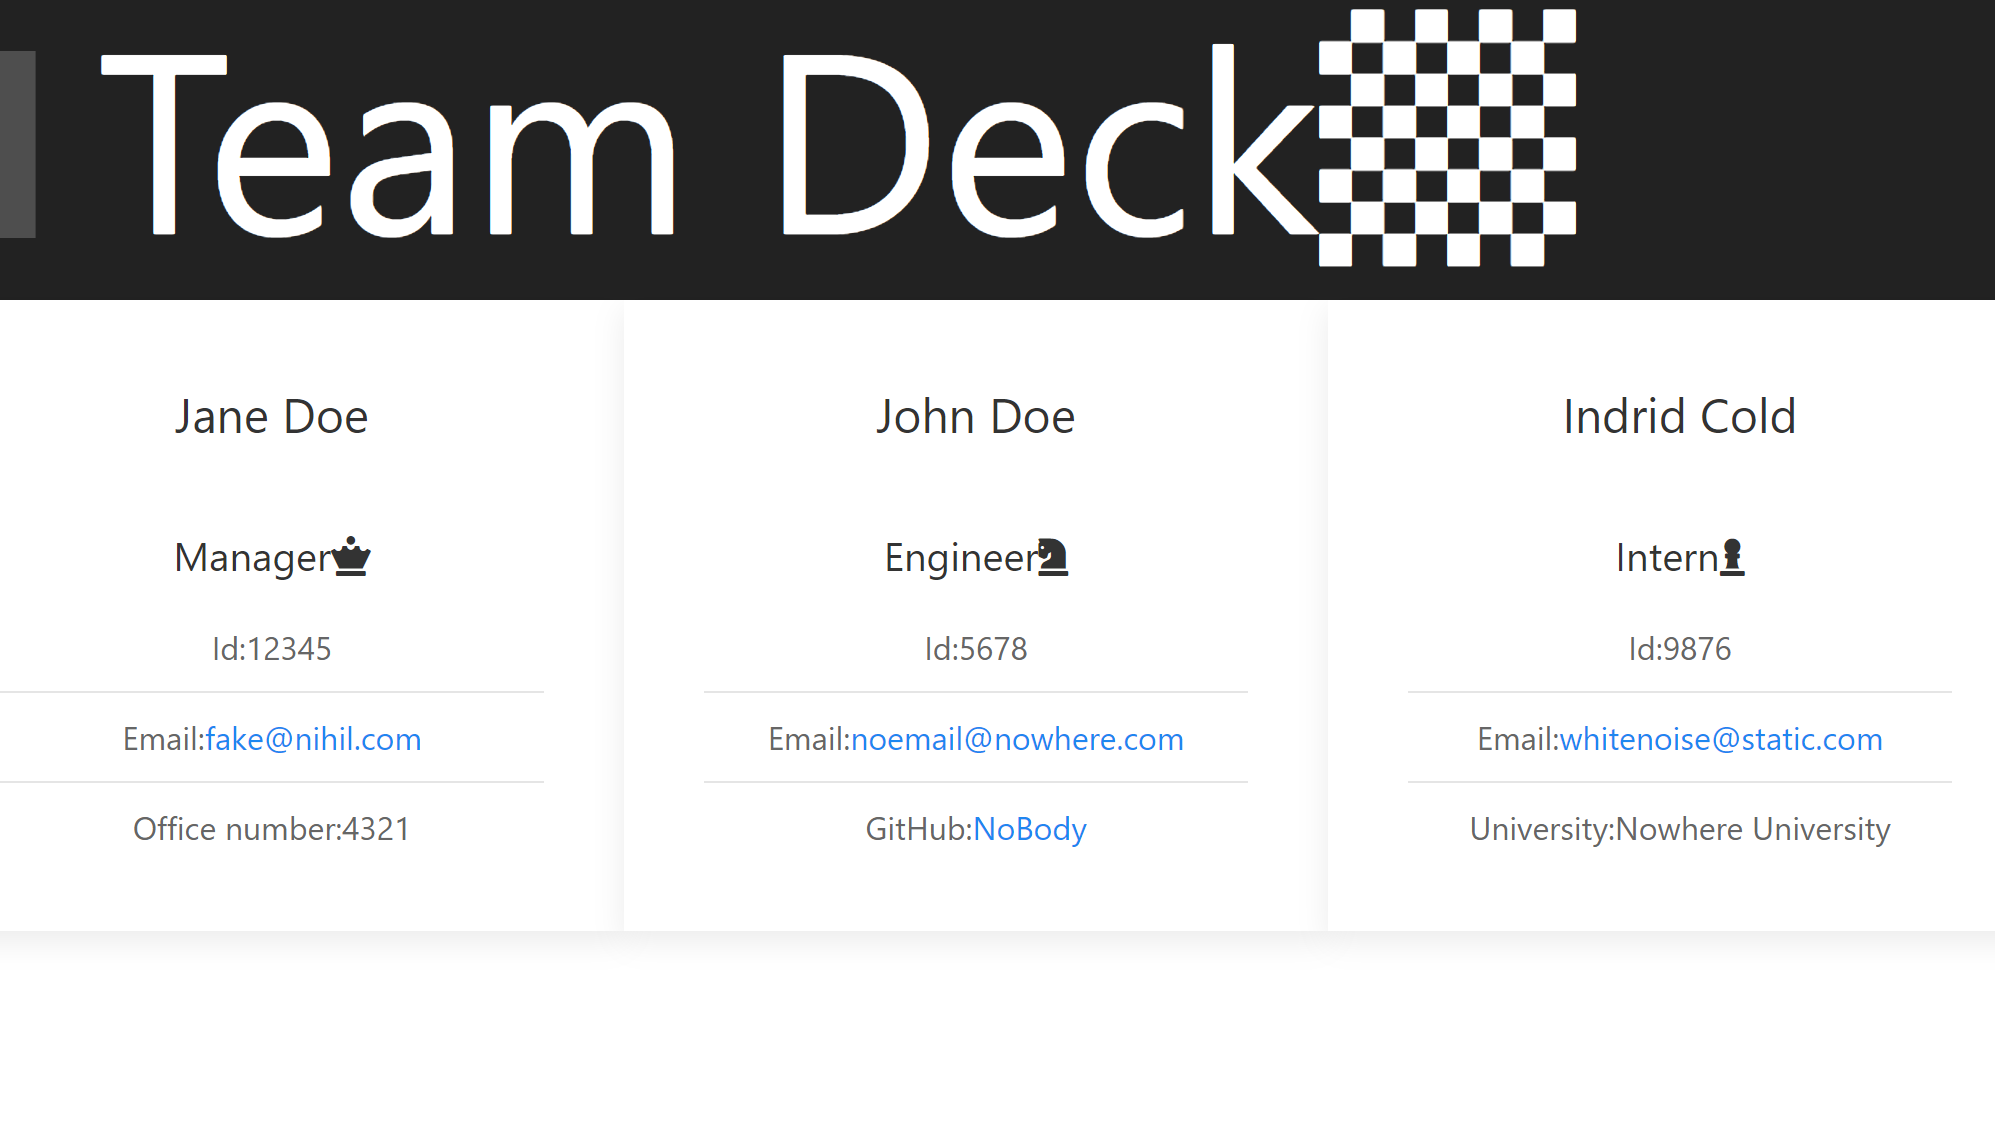 Team Deck
Jane Doe
Manager
Id:12345
Email:fake@nihil.com
Office number:4321
John Doe
Engineer
Id:5678
Email:noemail@nowhere.com
GitHub:NoBody
Indrid Cold
Intern
Id:9876
Email:whitenoise@static.com
University:Nowhere University